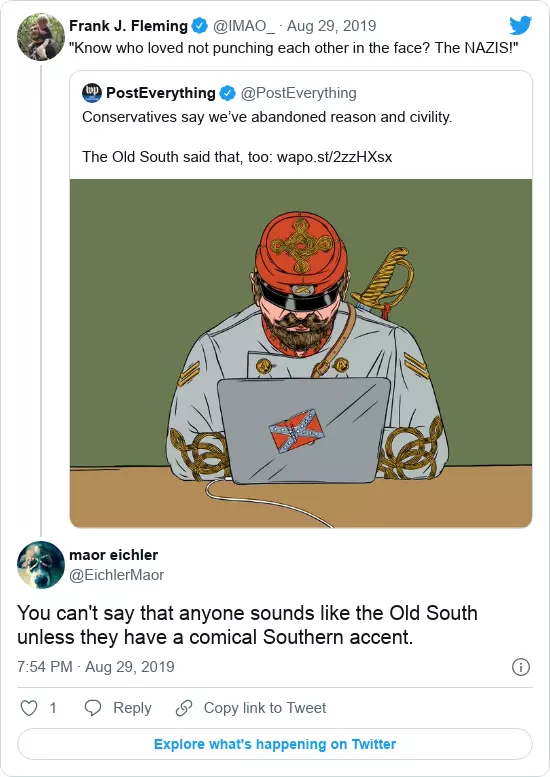 Frank J. Fleming @IMAO_ · Aug 29, 2019
"Know who loved not punching each other in the face? The NAZIS!"
wp PostEverything @PostEverything
Conservatives say we've abandoned reason and civility.
The Old South said that, too: wapo.st/2zzHXsx
maor eichler
@EichlerMaor
You can't say that anyone sounds like the Old South
unless they have a comical Southern accent.
7:54 PM · Aug 29, 2019
1 Reply Copy link to Tweet
Explore what's happening on Twitter